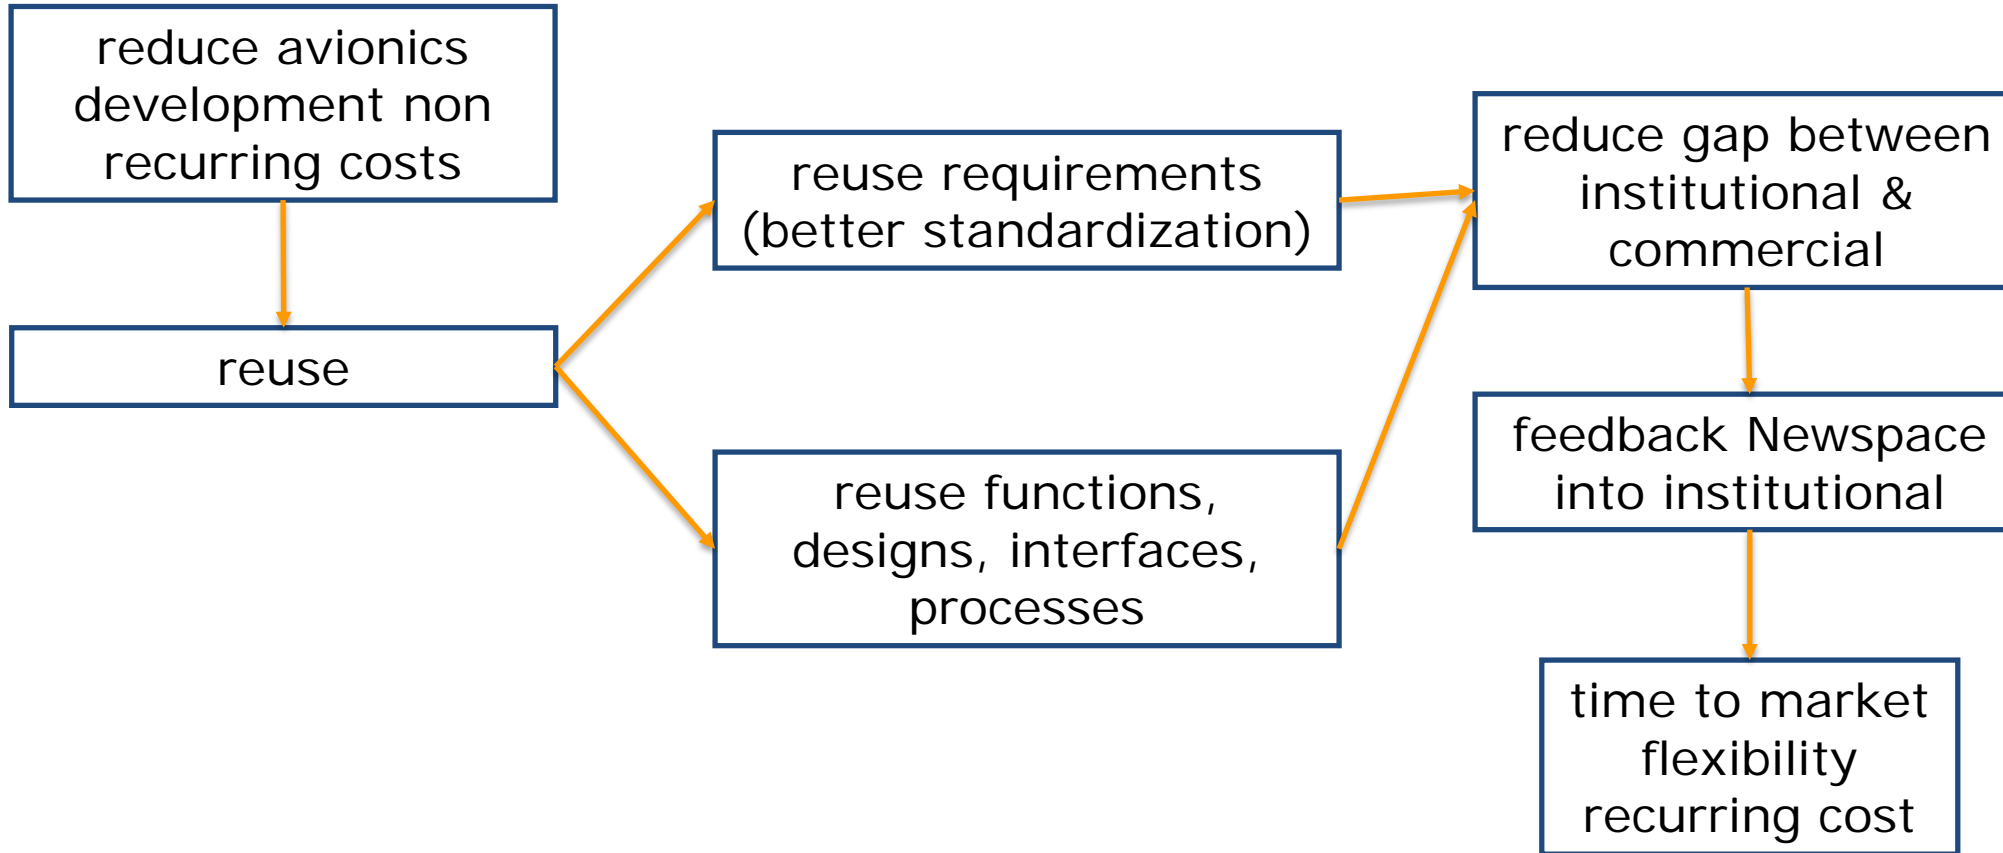 reduce avionics
development non
recurring costs
reuse
reuse requirements
(better standardization)
reuse functions,
designs, interfaces,
processes
reduce gap between
institutional &
commercial
feedback Newspace
into institutional
time to market
flexibility
recurring cost